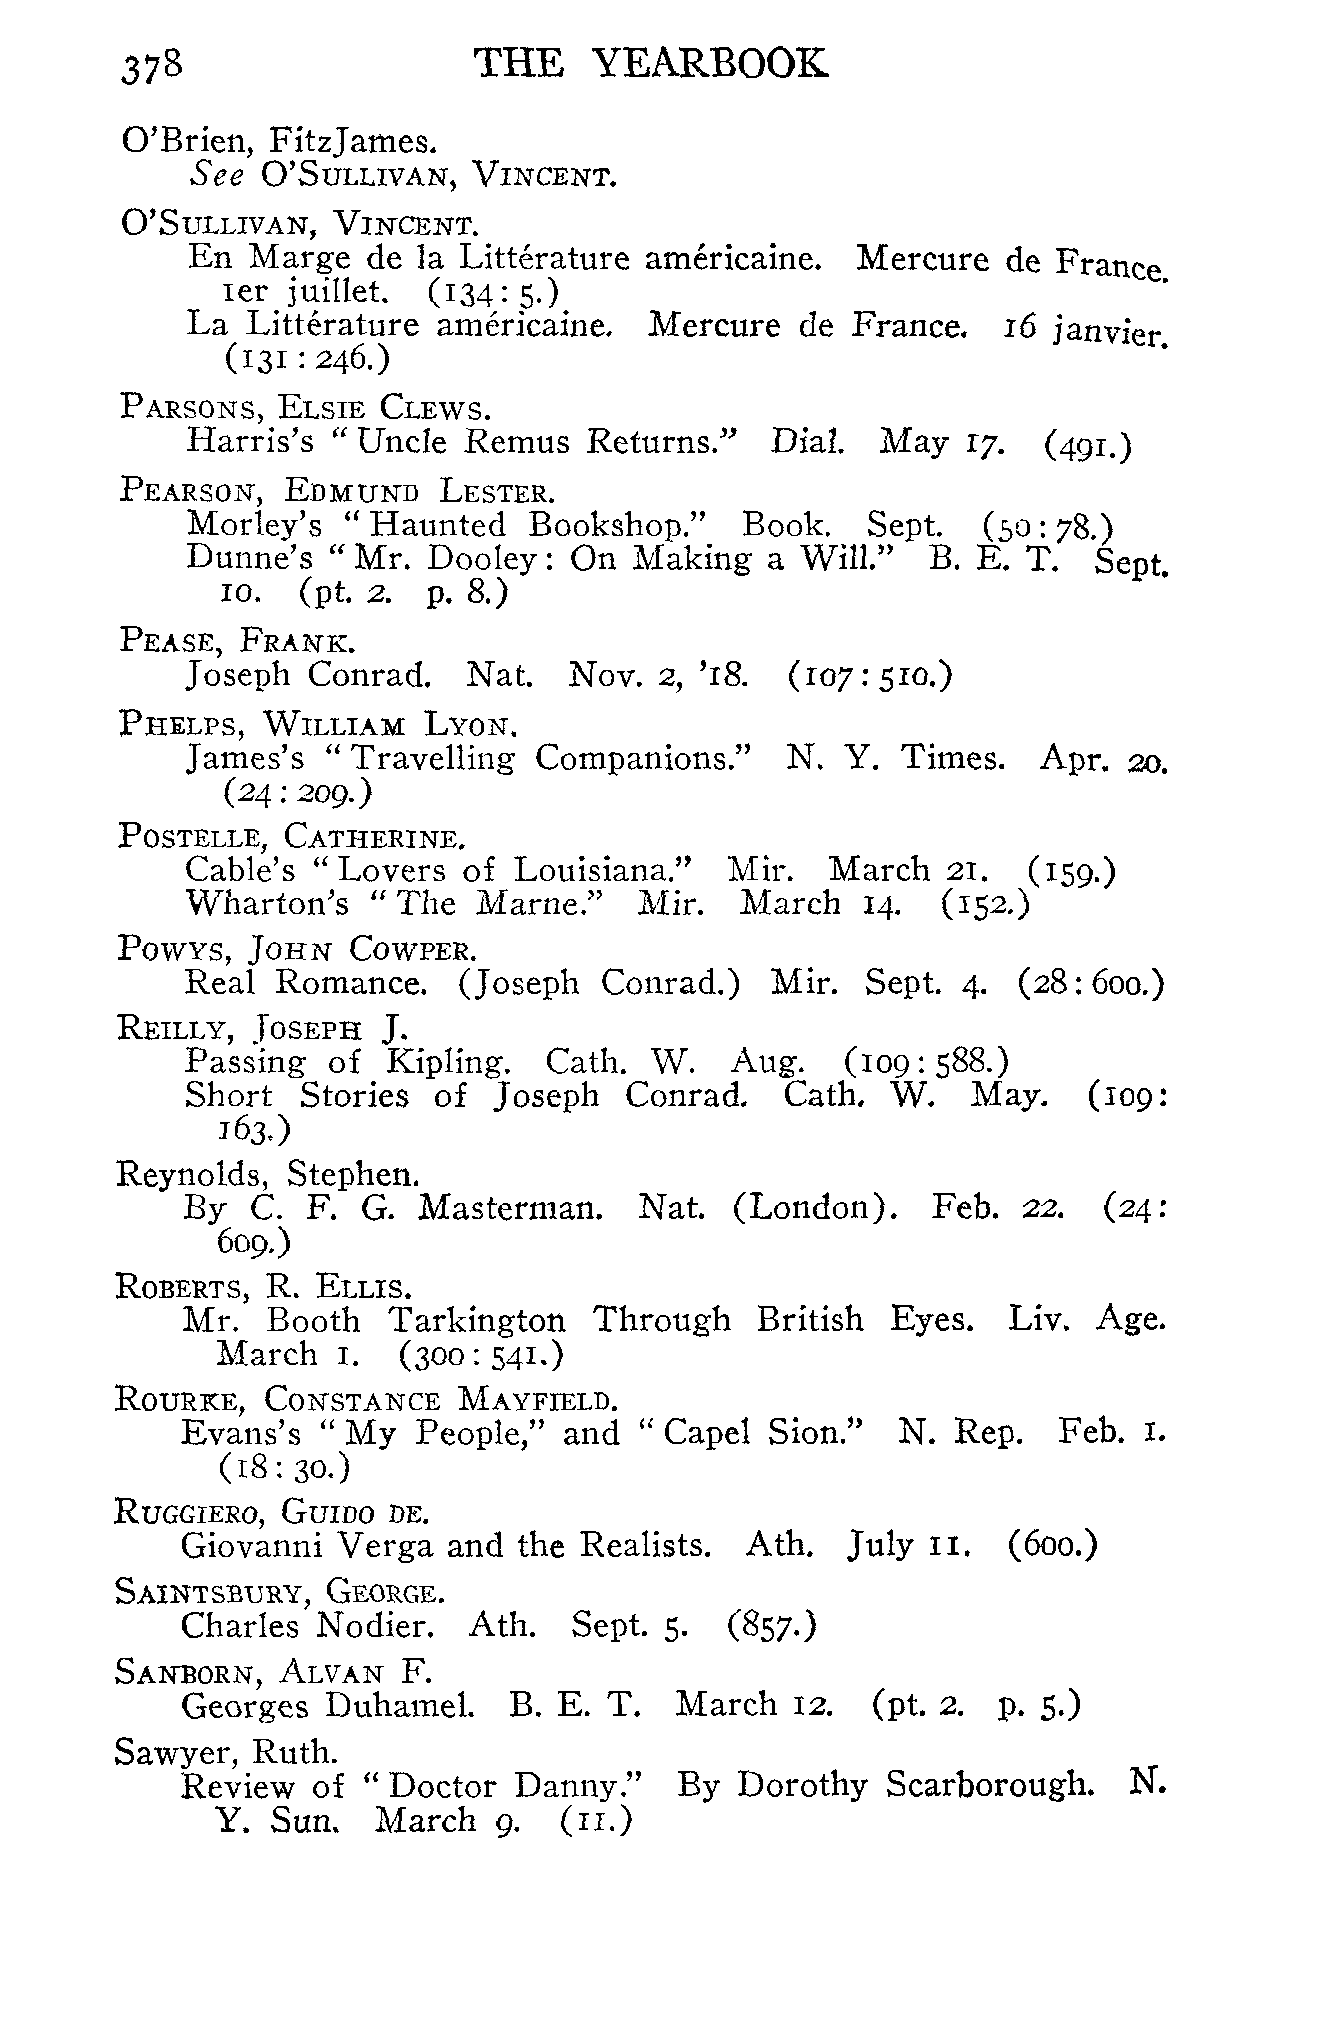 378 THE YEARBOOK
O'Brien, FitzJames.
See O'SULLIVAN, VINCENT.
O'SULLIVAN, VINCENT.
En Marge de la Littérature américaine. Mercure de France.
1er juillet. (134: 5.)
La Littérature américaine. Mercure de France. 16 janvier.
(131: 246.)
PARSONS, ELSIE CLEWS.
Harris's "Uncle Remus Returns." Dial. May 17. (491.)
PEARSON, EDMUND LESTER.
Morley's "Haunted Bookshop." Book. Sept. (50: 78.)
Dunne's "Mr. Dooley: On Making a Will." B. E. T. Sept.
10. (pt. 2. p. 8.)
PEASE, FRANK.
Joseph Conrad. Nat. Nov. 2, '18. (107: 510.)
PHELPS, WILLIAM LYON.
James's "Travelling Companions." N. Y. Times. Apr. 20.
(24: 209.)
POSTELLE, CATHERINE.
Cable's "Lovers of Louisiana." Mir. March 21. (159.)
Wharton's "The Marne." Mir. March 14. (152.)
POWYS, JOHN COWPER.
Real Romance. (Joseph Conrad.) Mir. Sept. 4. (28: 600.)
REILLY, JOSEPH J.
Passing of Kipling. Cath. W. Aug. (109: 588.)
Short Stories of Joseph Conrad. Cath. W. May. (109:
163.)
Reynolds, Stephen.
By C. F. G. Masterman. Nat. (London). Feb. 22. (24:
609.)
ROBERTS, R. ELLIS.
Mr. Booth Tarkington Through British Eyes. Liv. Age.
March 1. (300: 541.)
ROURKE, CONSTANCE MAYFIELD.
Evans's "My People," and "Capel Sion." N. Rep. Feb. 1.
(18: 30.)
RUGGIERO, GUIDO DE.
Giovanni Verga and the Realists. Ath. July 11. (600.)
SAINTSBURY, GEORGE.
Charles Nodier. Ath. Sept. 5. (857.)
SANBORN, ALVAN F.
Georges Duhamel. B. E. T. March 12. (pt. 2. p. 5.)
Sawyer, Ruth.
Review of "Doctor Danny." By Dorothy Scarborough. N.
Y. Sun. March 9. (11.)